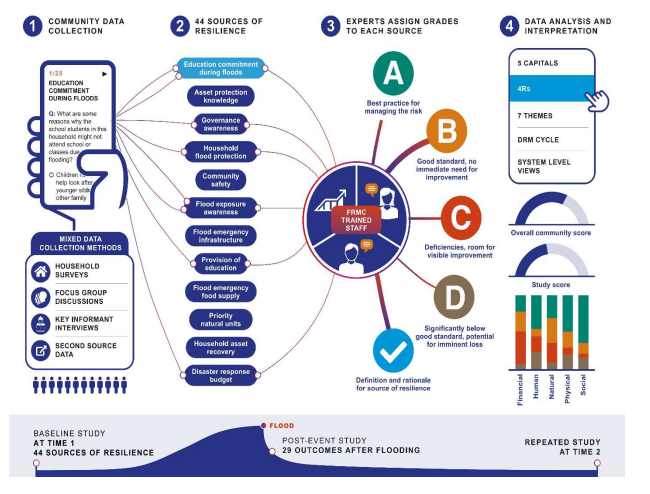 1 COMMUNITY DATA
COLLECTION
2 44 SOURCES OF
RESILIENCE
3 EXPERTS ASSIGN GRADES
TO EACH SOURCE
4 DATA ANALYSIS AND
INTERPRETATION
1/25
EDUCATION
COMMITMENT
DURING FLOODS
Q: What are some
reasons why the
school students in this
household might not
attend school or
classes due
flooding?
Children
help look after
younger
other family
MIXED DATA
COLLECTION METHODS
HOUSEHOLD
SURVEYS
FOCUS GROUP
DISCUSSIONS
KEY INFORMANT
INTERVIEWS
SECOND SOURCE
DATA
Education commitment
during floods
Asset protection
knowledge
Governance
awareness
Household
flood protection
Community
safety
Flood exposure
awareness
Flood emergency
infrastructure
Provision of
education
Flood emergency
food supply
Priority
natural units
Household asset
recovery
Disaster response
budget
FRMC
TRAINED
STAFF
A
Best practice for
managing the risk
B
Good standard, no
immediate need for
improvement
C
Deficiencies, room for
visible improvement
D
Significantly below
good standard, potential
for imminent loss
Definition and rationale
for source of resilience
5 CAPITALS
4Rs
7 THEMES
DRM CYCLE
SYSTEM LEVEL
VIEWS
Overall community score
Study score
Financial
Human
Natural
Physical
Social
BASELINE STUDY
AT TIME 1
44 SOURCES OF RESILIENCE
FLOOD
POST-EVENT STUDY
29 OUTCOMES AFTER FLOODING
REPEATED STUDY
AT TIME 2